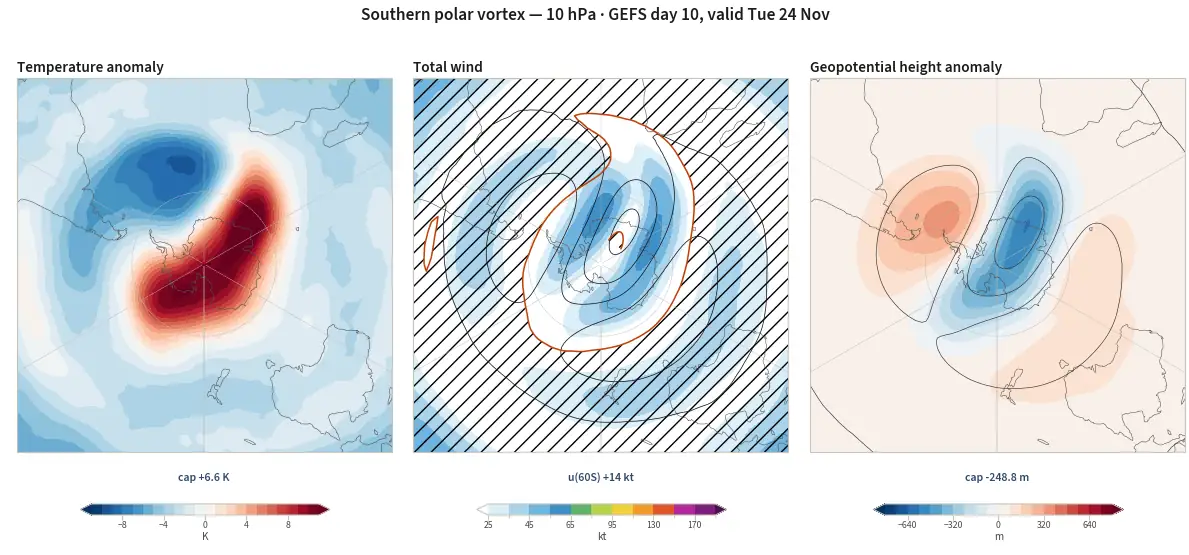 Southern polar vortex — 10 hPa · GEFS day 10, valid Tue 24 Nov
Temperature anomaly
Total wind
Geopotential height anomaly
cap +6.6 K
u(60S) +14 kt
cap -248.8 m
−8 −4 0 4 8
K
25 45 65 95 130 170
kt
−640 −320 0 320 640
m